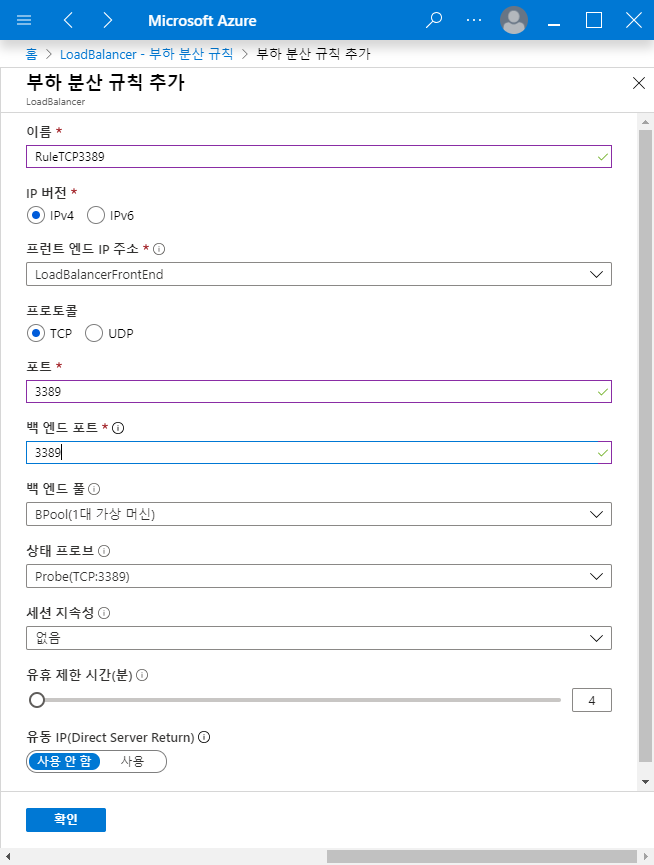 Microsoft Azure
홈 > LoadBalancer - 부하 분산 규칙 > 부하 분산 규칙 추가
부하 분산 규칙 추가
LoadBalancer
이름 *
RuleTCP3389
IP 버전 *
IPv4 IPv6
프런트 엔드 IP 주소 *
LoadBalancerFrontEnd
프로토콜
TCP UDP
포트 *
3389
백 엔드 포트 *
3389
백 엔드 풀
BPool(1대 가상 머신)
상태 프로브
Probe(TCP:3389)
세션 지속성
없음
유휴 제한 시간(분)
4
유동 IP(Direct Server Return)
사용 안 함 사용
확인